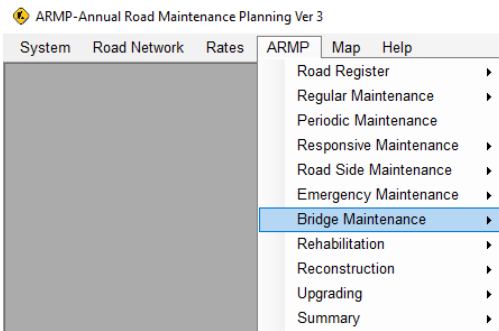 ARMP-Annual Road Maintenance Planning Ver 3
System Road Network Rates ARMP Map Help
Road Register
Regular Maintenance
Periodic Maintenance
Responsive Maintenance
Road Side Maintenance
Emergency Maintenance
Bridge Maintenance
Rehabilitation
Reconstruction
Upgrading
Summary